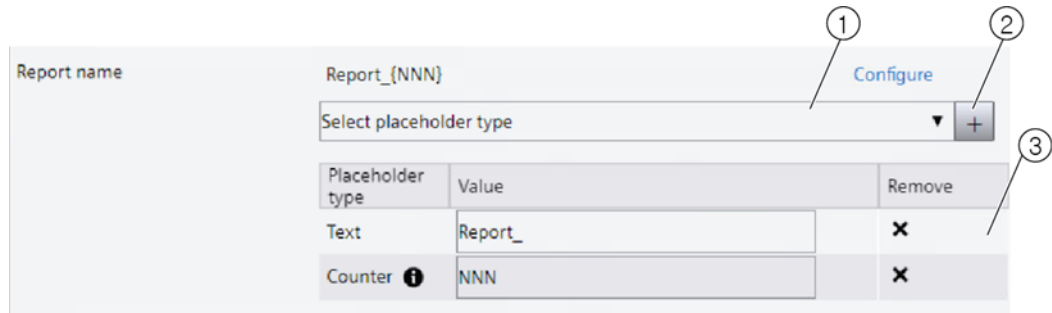 1 2
Report name Report_{NNN} Configure
Select placeholder type ▼ +
3
Placeholder
type Value Remove
Text Report_ ×
Counter i NNN ×